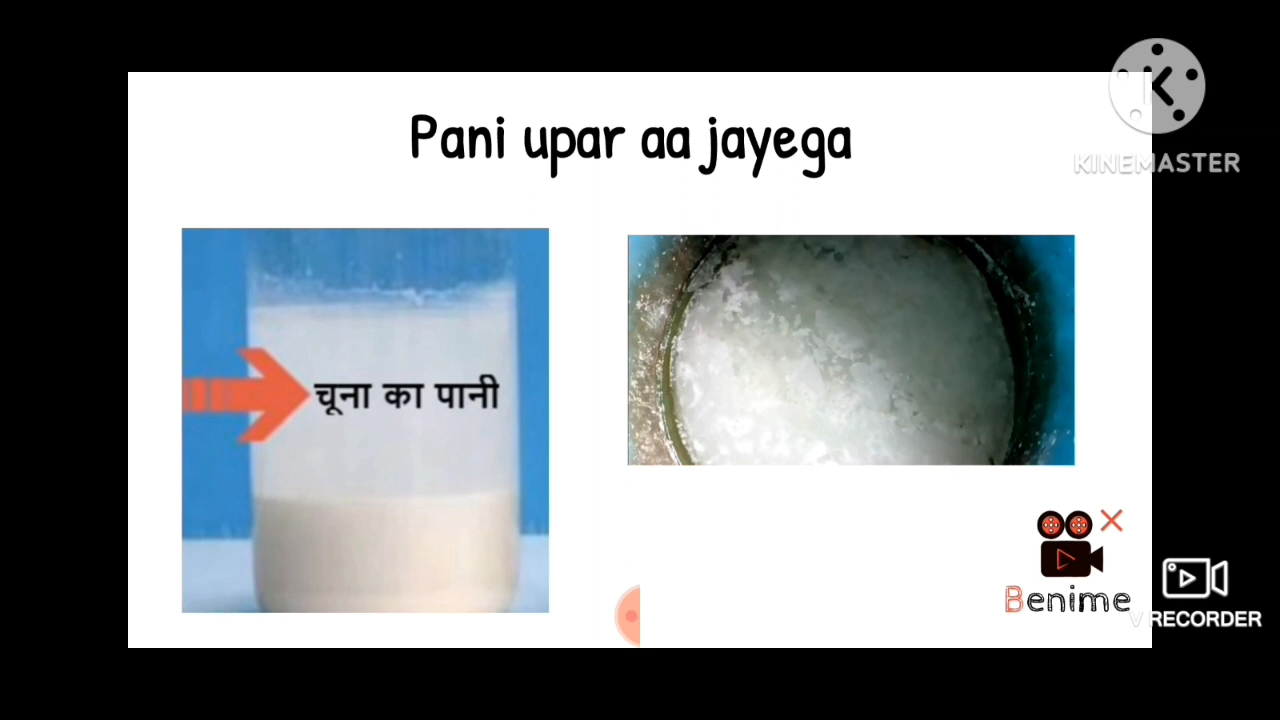 Pani upar aa jayega
KINEMASTER
चूना का पानी
Benime
V RECORDER